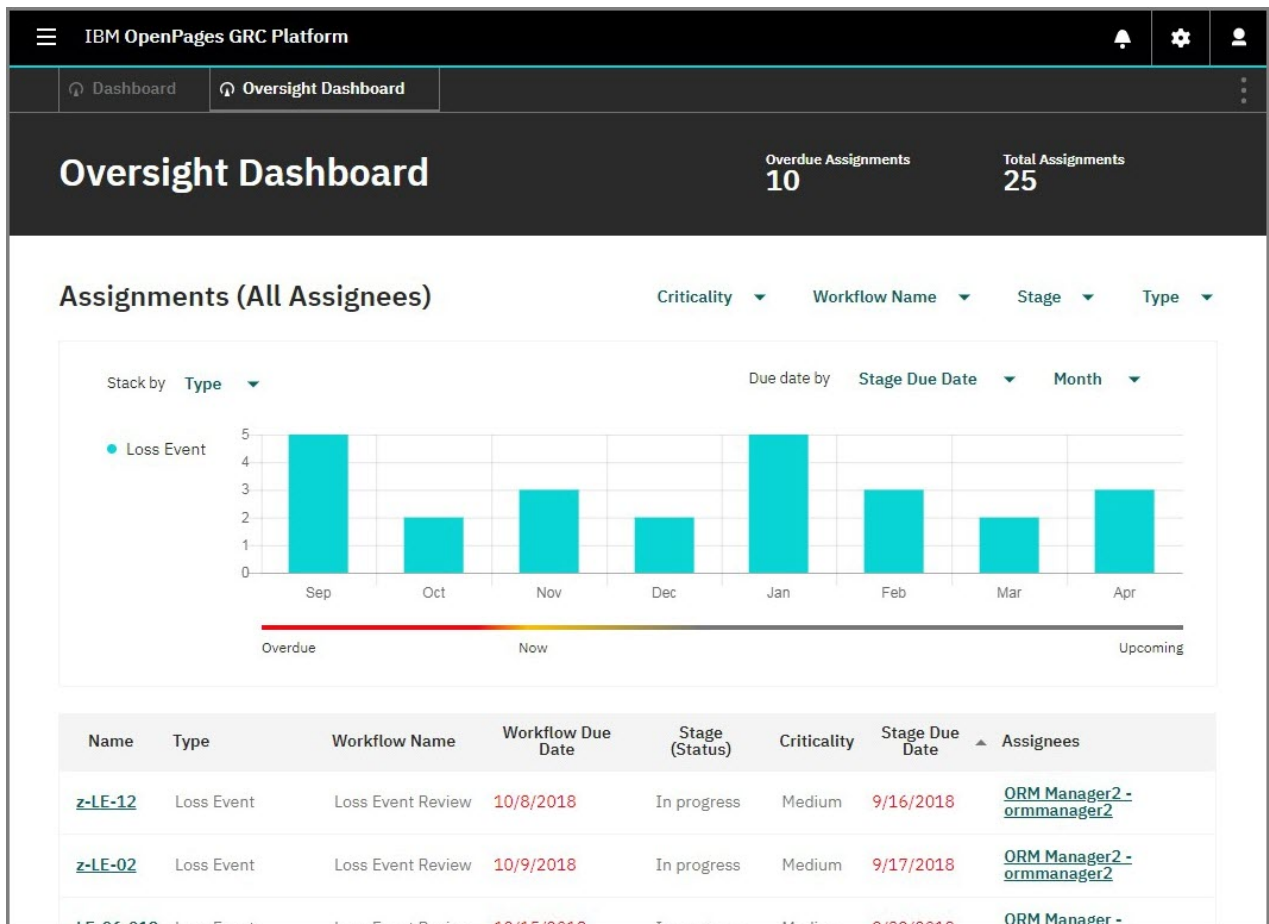 IBM OpenPages GRC Platform
Dashboard
Oversight Dashboard
Oversight Dashboard
Overdue Assignments
10
Total Assignments
25
Assignments (All Assignees)
Criticality
Workflow Name
Stage
Type
Stack by Type
Due date by Stage Due Date Month
Loss Event
5
4
3
2
1
0
Sep Oct Nov Dec Jan Feb Mar Apr
Overdue Now Upcoming
Name Type Workflow Name Workflow Due Date Stage (Status) Criticality Stage Due Date Assignees
z-LE-12 Loss Event Loss Event Review 10/8/2018 In progress Medium 9/16/2018 ORM Manager2 -
ormmanager2
z-LE-02 Loss Event Loss Event Review 10/9/2018 In progress Medium 9/17/2018 ORM Manager2 -
ormmanager2
ORM Manager -